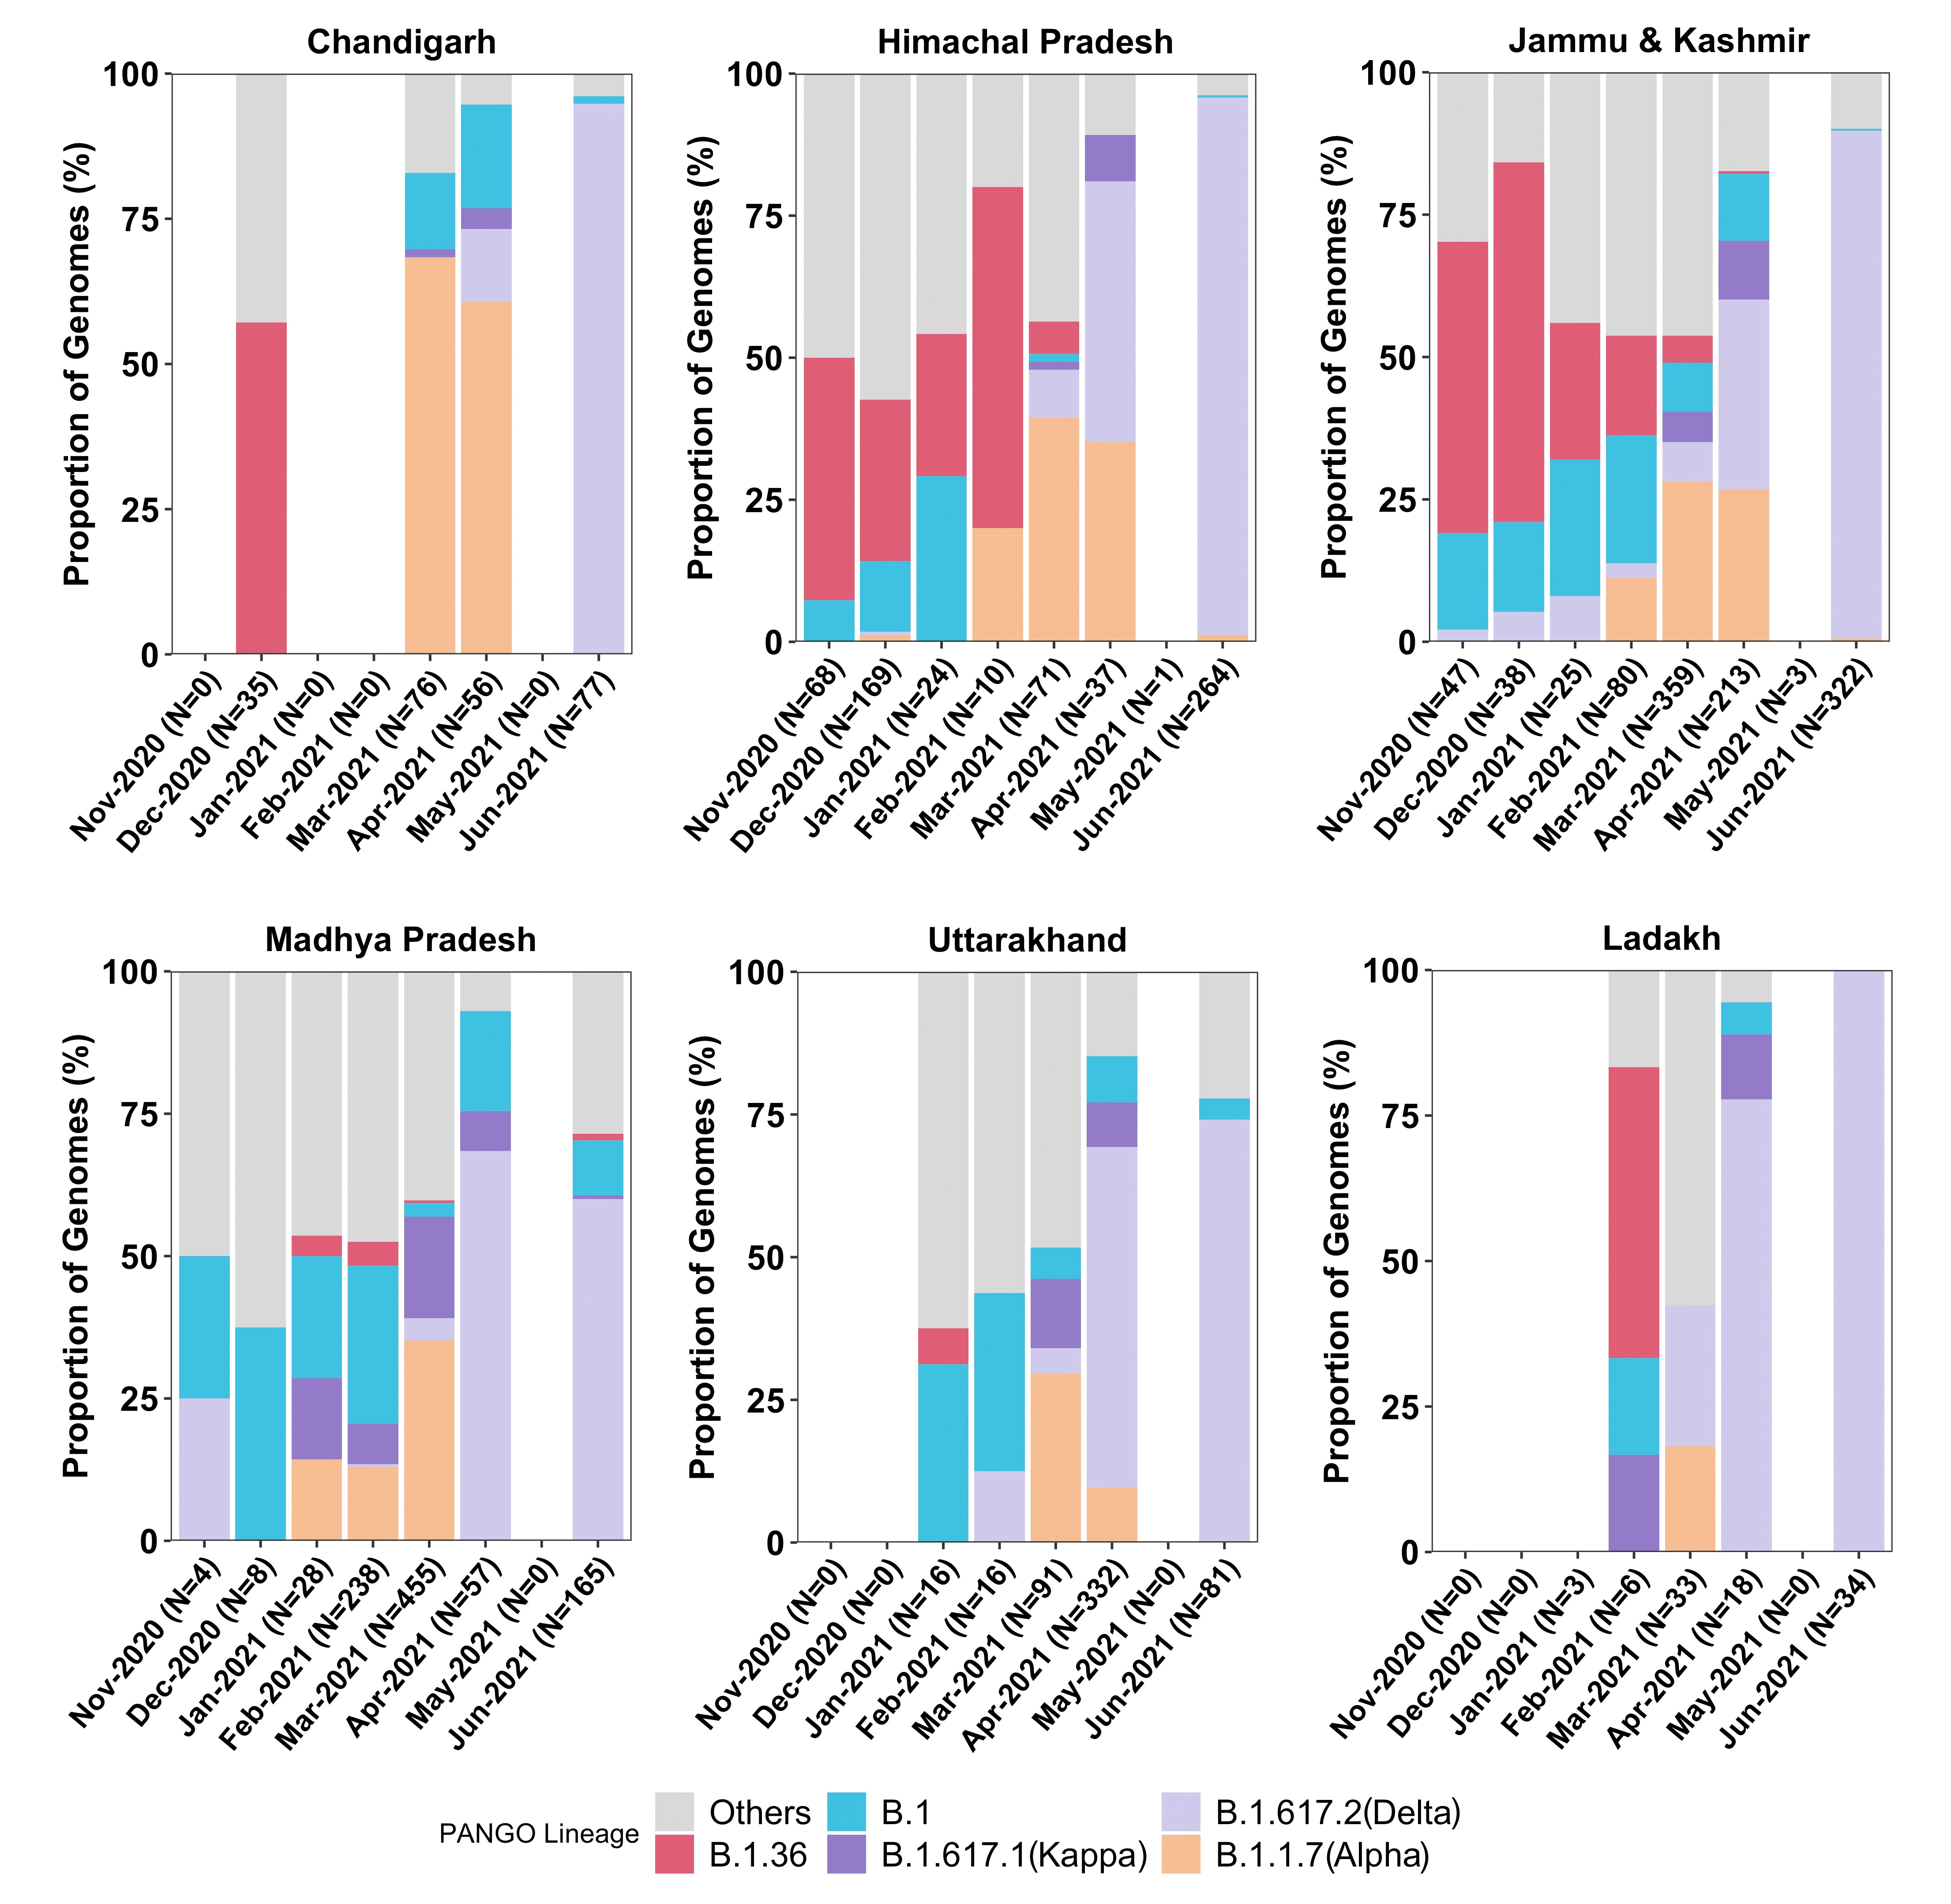 Chandigarh
Proportion of Genomes (%)
100
75
50
25
0
Nov-2020 (N=0)
Dec-2020 (N=35)
Jan-2021 (N=0)
Feb-2021 (N=0)
Mar-2021 (N=76)
Apr-2021 (N=56)
May-2021 (N=0)
Jun-2021 (N=77)
Himachal Pradesh
Proportion of Genomes (%)
100
75
50
25
0
Nov-2020 (N=68)
Dec-2020 (N=169)
Jan-2021 (N=24)
Feb-2021 (N=10)
Mar-2021 (N=71)
Apr-2021 (N=37)
May-2021 (N=1)
Jun-2021 (N=264)
Jammu & Kashmir
Proportion of Genomes (%)
100
75
50
25
0
Nov-2020 (N=47)
Dec-2020 (N=38)
Jan-2021 (N=25)
Feb-2021 (N=80)
Mar-2021 (N=359)
Apr-2021 (N=213)
May-2021 (N=3)
Jun-2021 (N=322)
Madhya Pradesh
Proportion of Genomes (%)
100
75
50
25
0
Nov-2020 (N=4)
Dec-2020 (N=8)
Jan-2021 (N=28)
Feb-2021 (N=238)
Mar-2021 (N=455)
Apr-2021 (N=57)
May-2021 (N=0)
Jun-2021 (N=165)
Uttarakhand
Proportion of Genomes (%)
100
75
50
25
0
Nov-2020 (N=0)
Dec-2020 (N=0)
Jan-2021 (N=16)
Feb-2021 (N=16)
Mar-2021 (N=91)
Apr-2021 (N=332)
May-2021 (N=0)
Jun-2021 (N=81)
Ladakh
Proportion of Genomes (%)
100
75
50
25
0
Nov-2020 (N=0)
Dec-2020 (N=0)
Jan-2021 (N=3)
Feb-2021 (N=6)
Mar-2021 (N=33)
Apr-2021 (N=18)
May-2021 (N=0)
Jun-2021 (N=34)
PANGO Lineage
Others
B.1
B.1.617.2(Delta)
B.1.36
B.1.617.1(Kappa)
B.1.1.7(Alpha)